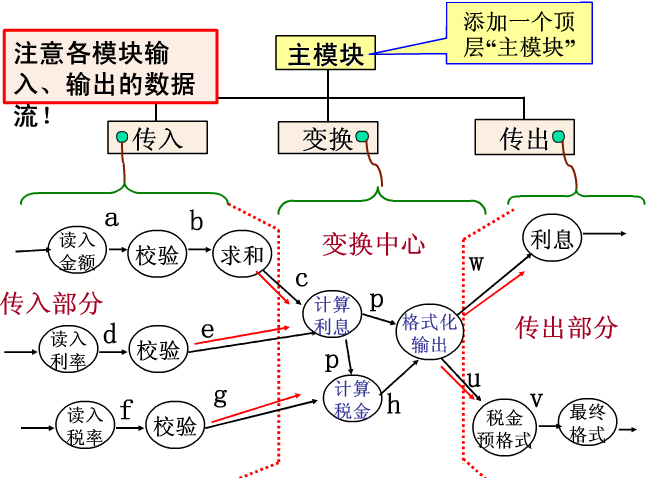 注意各模块输
入、输出的数据
流！
主模块
添加一个顶
层“主模块”
传入
变换
传出
a
b
读入
金额
校验
求和
变换中心
w
利息
传入部分
c
计算
利息
p
格式化
输出
传出部分
d
e
读入
利率
校验
p
计算
税金
h
u
f
g
读入
税率
校验
v
税金
预格式
最终
格式